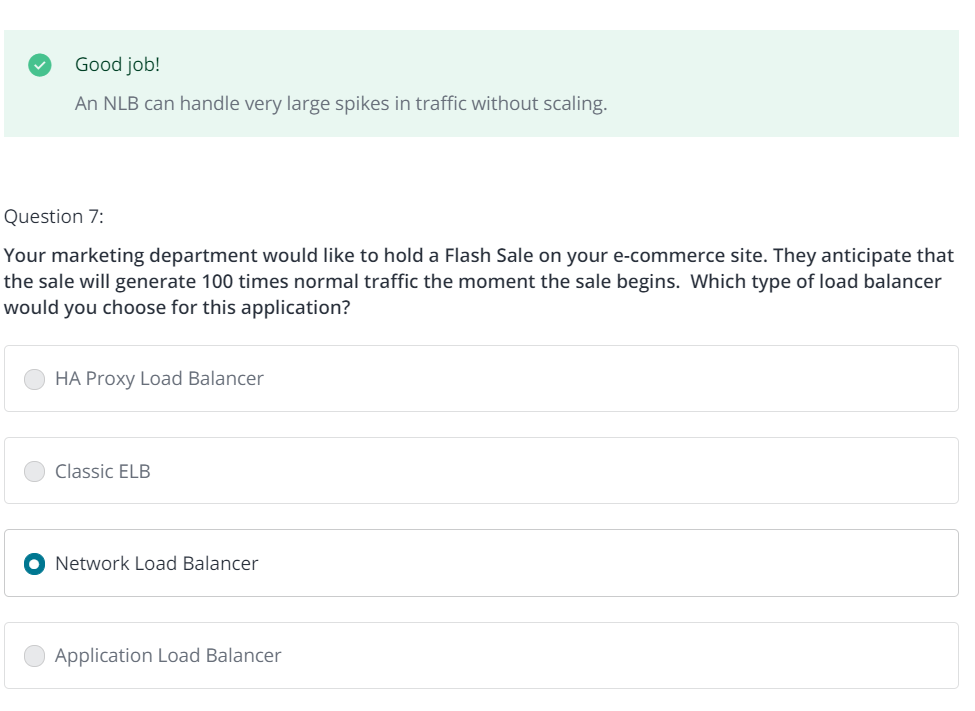 Good job!
An NLB can handle very large spikes in traffic without scaling.
Question 7:
Your marketing department would like to hold a Flash Sale on your e-commerce site. They anticipate that
the sale will generate 100 times normal traffic the moment the sale begins.  Which type of load balancer
would you choose for this application?
HA Proxy Load Balancer
Classic ELB
Network Load Balancer
Application Load Balancer